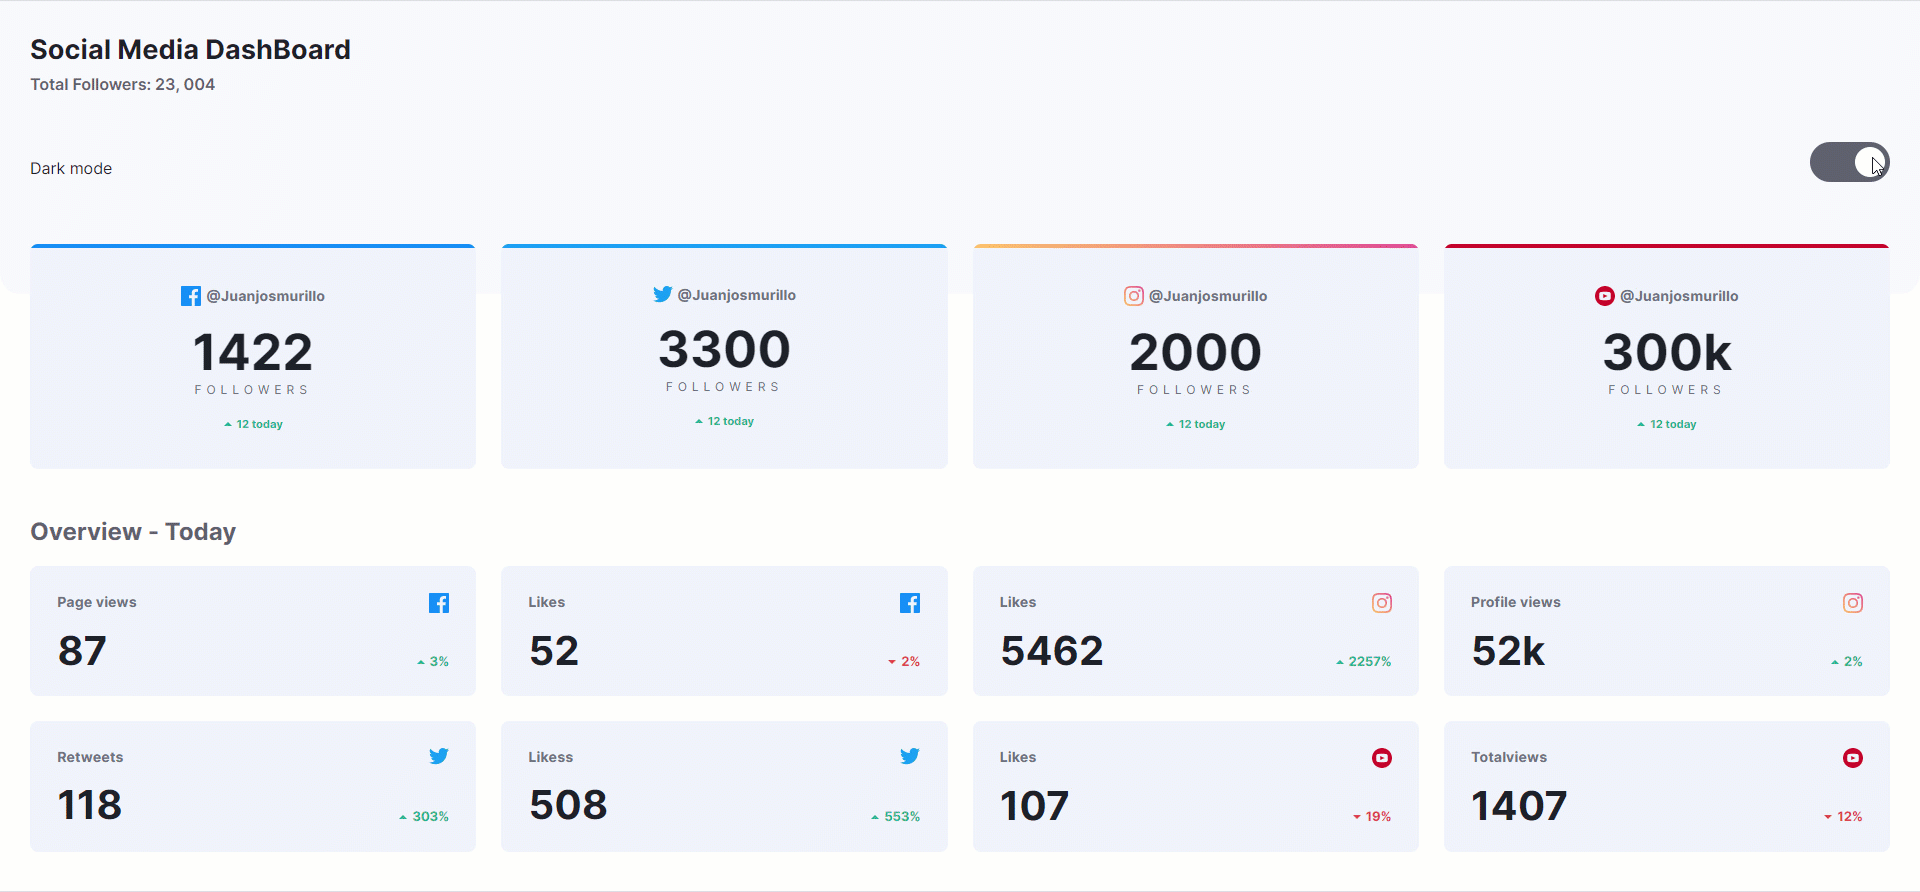 Social Media DashBoard
Total Followers: 23, 004
Dark mode
@Juanjosmurillo
1422
FOLLOWERS
12 today
@Juanjosmurillo
3300
FOLLOWERS
12 today
@Juanjosmurillo
2000
FOLLOWERS
12 today
@Juanjosmurillo
300k
FOLLOWERS
12 today
Overview - Today
Page views
87
3%
Likes
52
2%
Likes
5462
2257%
Profile views
52k
2%
Retweets
118
303%
Likess
508
553%
Likes
107
19%
Totalviews
1407
12%